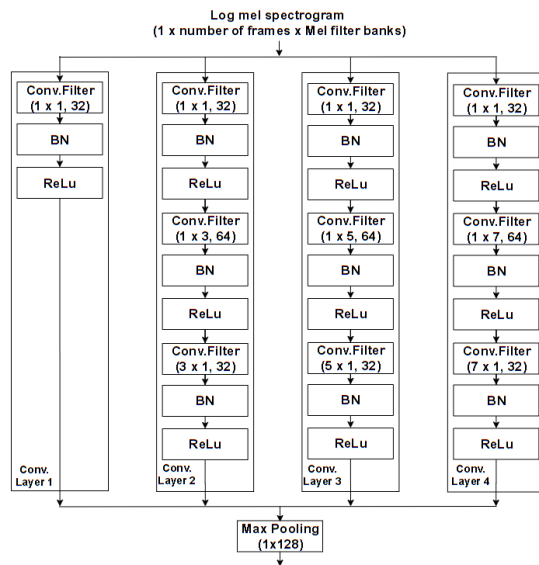 Log mel spectrogram
(1 x number of frames x Mel filter banks)
Conv.Filter
(1 x 1, 32)
BN
ReLu
Conv.
Layer 1
Conv.Filter
(1 x 1, 32)
BN
ReLu
Conv.Filter
(1 x 3, 64)
BN
ReLu
Conv.Filter
(3 x 1, 32)
BN
ReLu
Conv.
Layer 2
Conv.Filter
(1 x 1, 32)
BN
ReLu
Conv.Filter
(1 x 5, 64)
BN
ReLu
Conv.Filter
(5 x 1, 32)
BN
ReLu
Conv.
Layer 3
Conv.Filter
(1 x 1, 32)
BN
ReLu
Conv.Filter
(1 x 7, 64)
BN
ReLu
Conv.Filter
(7 x 1, 32)
BN
ReLu
Conv.
Layer 4
Max Pooling
(1x128)